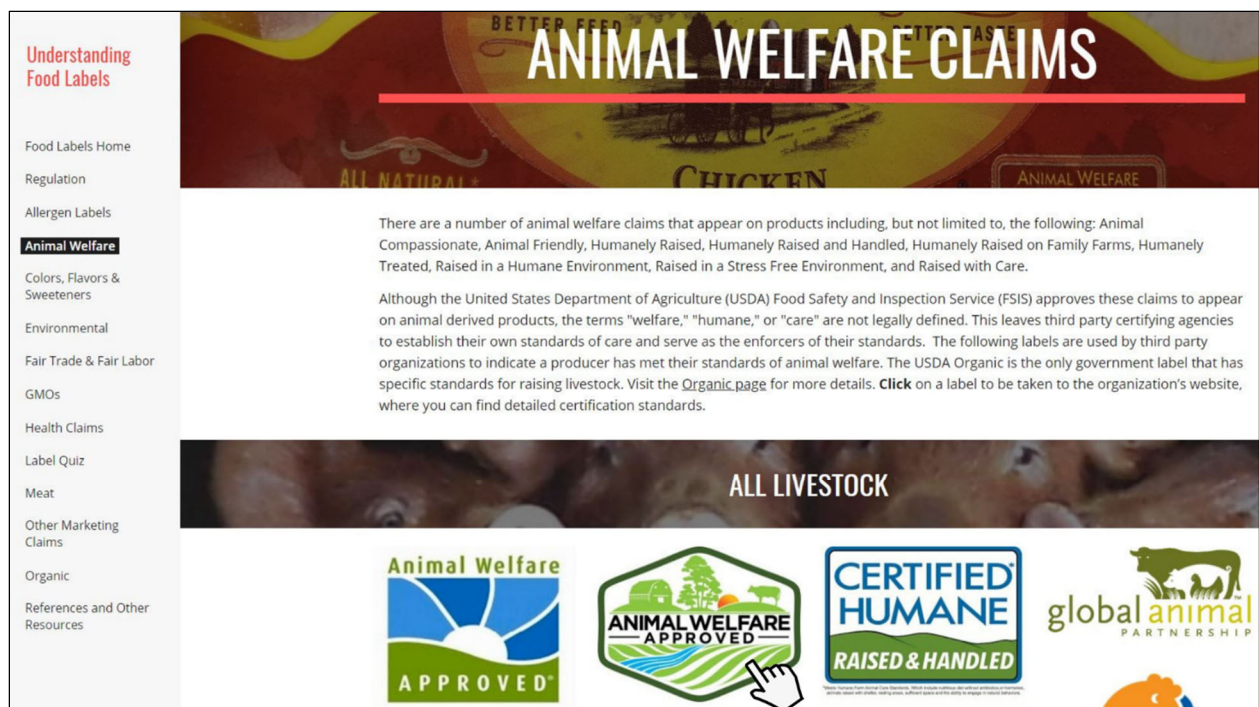 Understanding
Food Labels
Food Labels Home
Regulation
Allergen Labels
Animal Welfare
Colors, Flavors &
Sweeteners
Environmental
Fair Trade & Fair Labor
GMOs
Health Claims
Label Quiz
Meat
Other Marketing
Claims
Organic
References and Other
Resources
BETTER FEED
BETTER TASTE
ANIMAL WELFARE CLAIMS
ALL NATURAL*
CHICKEN
ANIMAL WELFARE
There are a number of animal welfare claims that appear on products including, but not limited to, the following: Animal
Compassionate, Animal Friendly, Humanely Raised, Humanely Raised and Handled, Humanely Raised on Family Farms, Humanely
Treated, Raised in a Humane Environment, Raised in a Stress Free Environment, and Raised with Care.
Although the United States Department of Agriculture (USDA) Food Safety and Inspection Service (FSIS) approves these claims to appear
on animal derived products, the terms "welfare," "humane," or "care" are not legally defined. This leaves third party certifying agencies
to establish their own standards of care and serve as the enforcers of their standards. The following labels are used by third party
organizations to indicate a producer has met their standards of animal welfare. The USDA Organic is the only government label that has
specific standards for raising livestock. Visit the Organic page for more details. Click on a label to be taken to the organization's website,
where you can find detailed certification standards.
ALL LIVESTOCK
Animal Welfare
APPROVED
ANIMAL WELFARE
APPROVED
CERTIFIED
HUMANE
RAISED & HANDLED
global animal
PARTNERSHIP